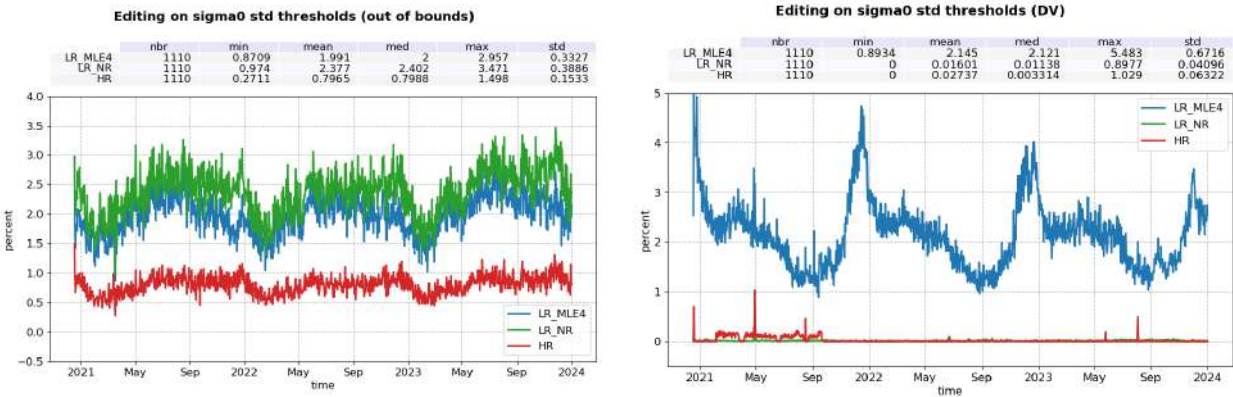 Editing on sigma0 std thresholds (out of bounds)
nbr min mean med max std
LR_MLE4 1110 0.8709 1.991 2 2.957 0.3327
LR_NR 1110 0.974 2.377 2.402 3.471 0.3886
HR 1110 0.2711 0.7965 0.7988 1.498 0.1533
4.0
3.5
3.0
2.5
2.0
1.5
1.0
0.5
0.0
−0.5
percent
LR_MLE4
LR_NR
HR
2021 May Sep 2022 May Sep 2023 May Sep 2024
time
Editing on sigma0 std thresholds (DV)
nbr min mean med max std
LR_MLE4 1110 0.8934 2.145 2.121 5.483 0.6716
LR_NR 1110 0 0.01601 0.01138 0.8977 0.04096
HR 1110 0 0.02737 0.003314 1.029 0.06322
5
4
3
2
1
0
percent
LR_MLE4
LR_NR
HR
2021 May Sep 2022 May Sep 2023 May Sep 2024
time